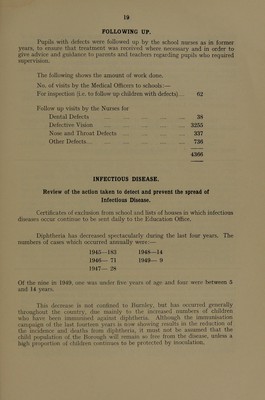 19
FOLLOWING UP.
Pupils with defects were followed up by the school nurses as in former
years, to ensure that treatment was received where necessary and in order to
give advice and guidance to parents and teachers regarding pupils who required
supervision.
The following shows the amount of work done.
No. of visits by the Medical Officers to schools:—
For inspection (i.e. to follow up children with defects)... 62
Follow up visits by the Nurses for
Dental Defects 38
Defective Vision 3255
Nose and Throat Defects 337
Other Defects... 736
4366
INFECTIOUS DISEASE.
Review of the action taken to detect and prevent the spread of
Infectious Disease.
Certificates of exclusion from school and lists of houses in which infectious
diseases occur continue to be sent daily to the Education Office.
Diphtheria has decreased spectacularly during the last four years. The
numbers of cases which occurred annually were:—
1945—183 1948—14
1946— 71 1949— 9
1947— 28
Of the nine in 1949, one was under five years of age and four were between 5
and 14 years.
This decrease is not confined to Burnley, but has occurred generally
throughout the country, due mainly to the increased numbers of children
who have been immunised against diphtheria. Although the immunisation
campaign of the last fourteen years is now showing results in the reduction of
the incidence and deaths from diphtheria, it must not be assumed that the
child population of the Borough will remain so free from the disease, unless a
high proportion of children continues to be protected by inoculation.